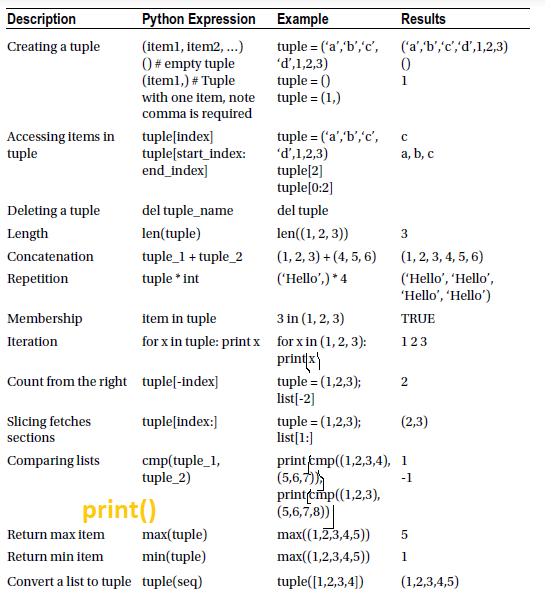 Description Python Expression Example Results
Creating a tuple (item1, item2, ...) tuple = (‘a’,‘b’,‘c’, (‘a’,‘b’,‘c’,‘d’,1,2,3)
() # empty tuple ‘d’,1,2,3) ()
(item1,) # Tuple tuple = () 1
with one item, note tuple = (1,)
comma is required
Accessing items in tuple[index] tuple = (‘a’,‘b’,‘c’, c
tuple tuple[start_index: ‘d’,1,2,3) a, b, c
end_index] tuple[2]
tuple[0:2]
Deleting a tuple del tuple_name del tuple
Length len(tuple) len((1, 2, 3)) 3
Concatenation tuple_1 + tuple_2 (1, 2, 3) + (4, 5, 6) (1, 2, 3, 4, 5, 6)
Repetition tuple * int (‘Hello’,) * 4 (‘Hello’, ‘Hello’,
‘Hello’, ‘Hello’)
Membership item in tuple 3 in (1, 2, 3) TRUE
Iteration for x in tuple: print x for x in (1, 2, 3): 1 2 3
print(x)
Count from the right tuple[-index] tuple = (1,2,3); 2
list[-2]
Slicing fetches tuple[index:] tuple = (1,2,3); (2,3)
sections list[1:]
Comparing lists cmp(tuple_1, print(cmp((1,2,3,4), 1
tuple_2) (5,6,7)); -1
print(cmp((1,2,3),
print() (5,6,7,8))
Return max item max(tuple) max((1,2,3,4,5)) 5
Return min item min(tuple) max((1,2,3,4,5)) 1
Convert a list to tuple tuple(seq) tuple([1,2,3,4]) (1,2,3,4,5)